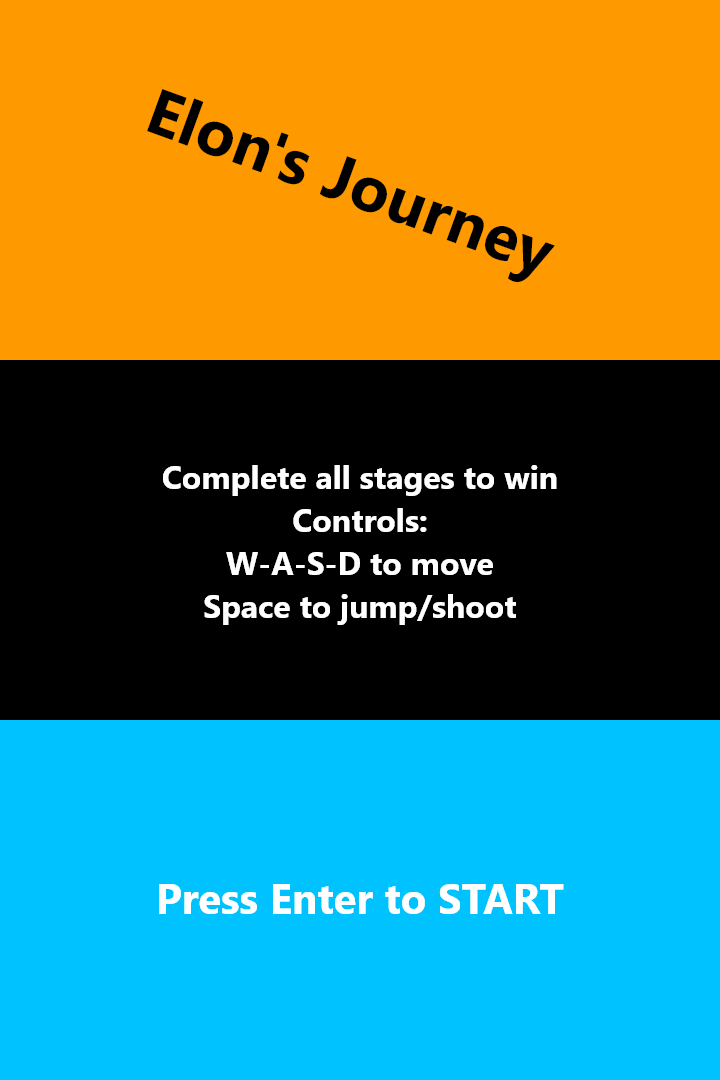 Elon's Journey
Complete all stages to win
Controls:
W-A-S-D to move
Space to jump/shoot
Press Enter to START